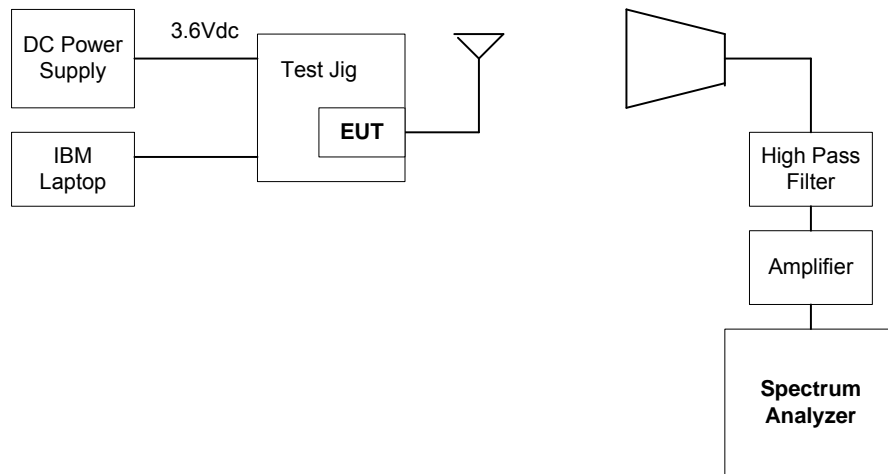 DC Power
Supply
3.6Vdc
Test Jig
EUT
IBM
Laptop
High Pass
Filter
Amplifier
Spectrum
Analyzer